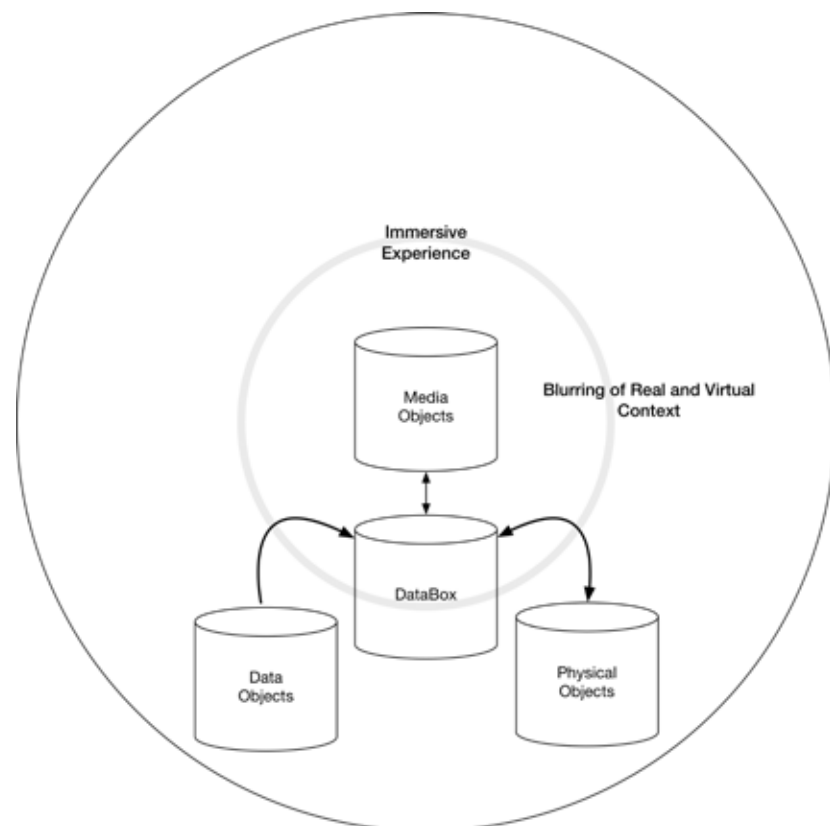 Immersive
Experience
Media
Objects
Blurring of Real and Virtual
Context
DataBox
Data
Objects
Physical
Objects